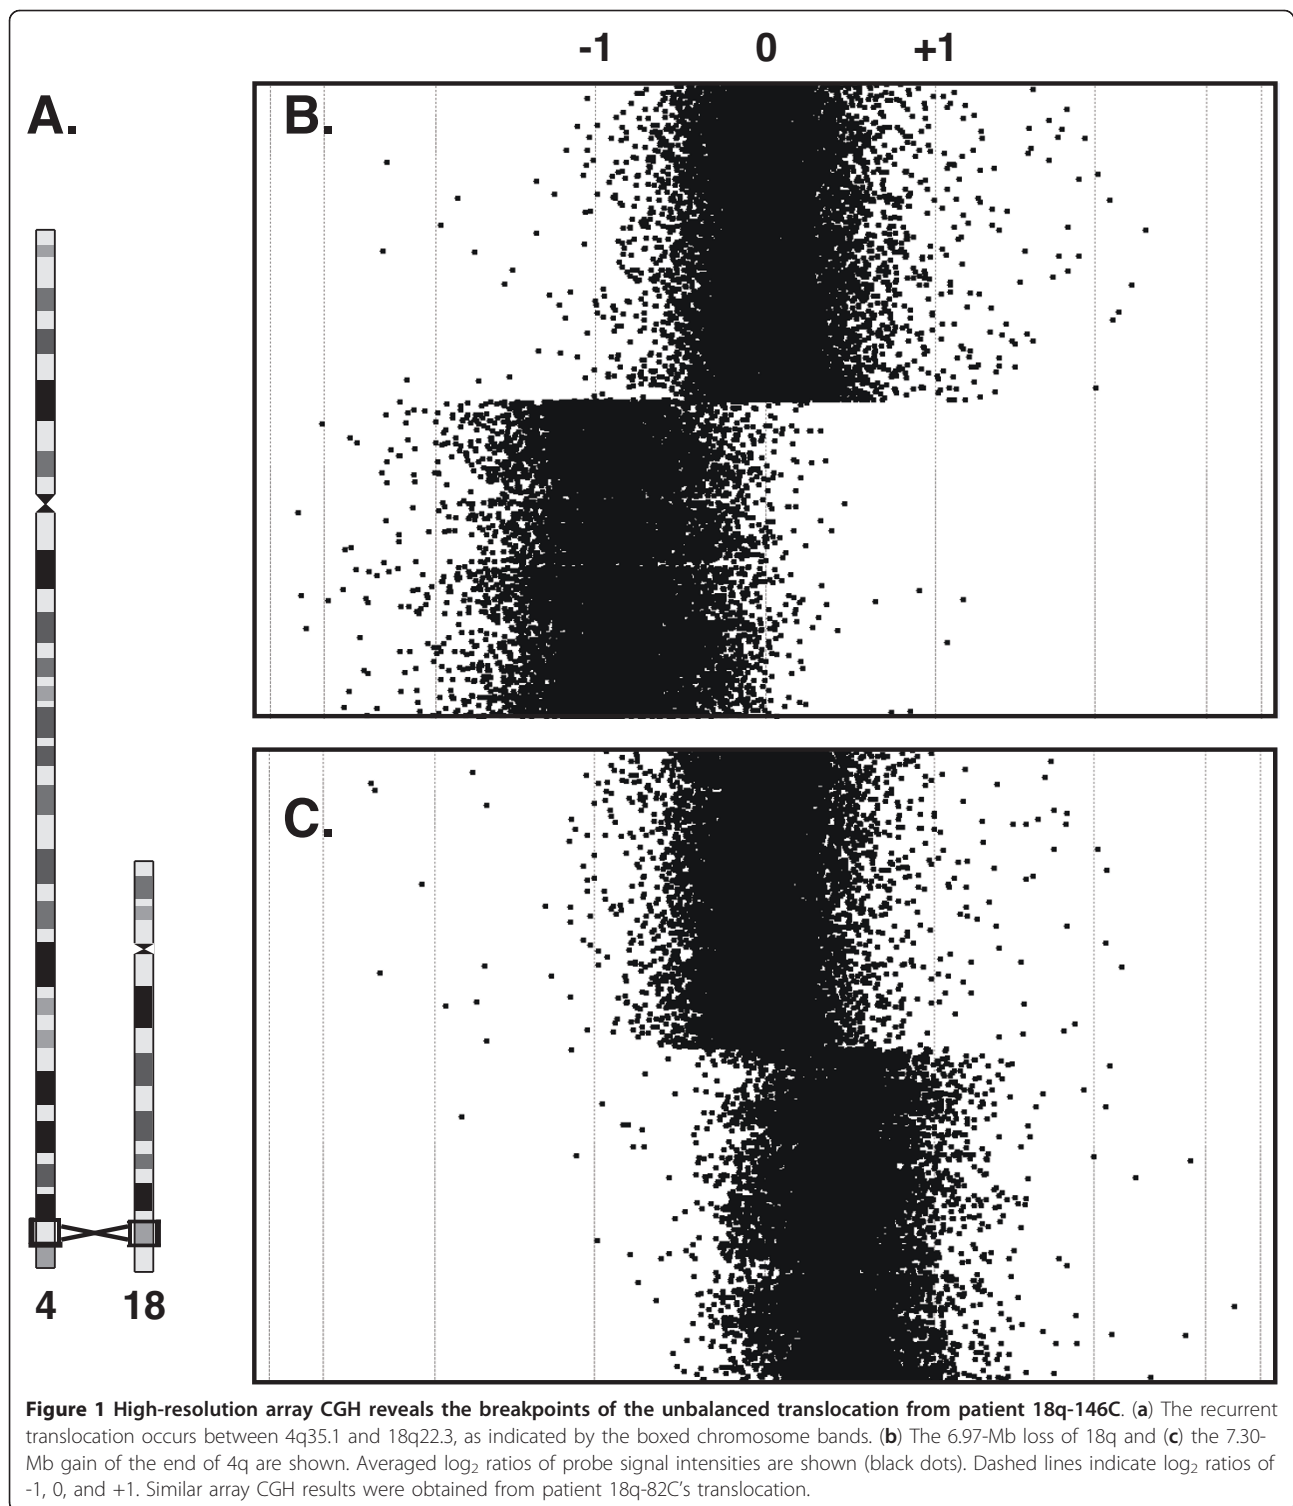 -1 0 +1
A.
B.
C.
4 18
Figure 1 High-resolution array CGH reveals the breakpoints of the unbalanced translocation from patient 18q-146C. (a) The recurrent
translocation occurs between 4q35.1 and 18q22.3, as indicated by the boxed chromosome bands. (b) The 6.97-Mb loss of 18q and (c) the 7.30-
Mb gain of the end of 4q are shown. Averaged log2 ratios of probe signal intensities are shown (black dots). Dashed lines indicate log2 ratios of
-1, 0, and +1. Similar array CGH results were obtained from patient 18q-82C's translocation.